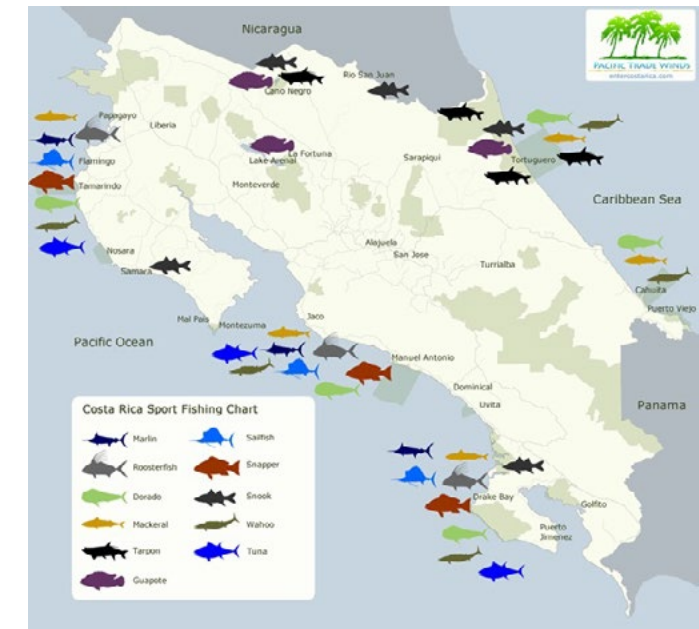 Nicaragua
PACIFIC TRADE WINDS
entercostarica.com
Rio San Juan
Cano Negro
Papagayo
Liberia
Flamingo
Tamarindo
La Fortuna
Lake Arenal
Sarapiqui
Tortuguero
Monteverde
Caribbean Sea
Nosara
Samara
Alajuela
San Jose
Turrialba
Cahuita
Puerto Viejo
Mal Pais
Montezuma
Jaco
Pacific Ocean
Manuel Antonio
Dominical
Uvita
Panama
Costa Rica Sport Fishing Chart
Marlin
Sailfish
Roosterfish
Snapper
Dorado
Snook
Mackeral
Wahoo
Tarpon
Tuna
Guapote
Drake Bay
Golfito
Puerto
Jimenez